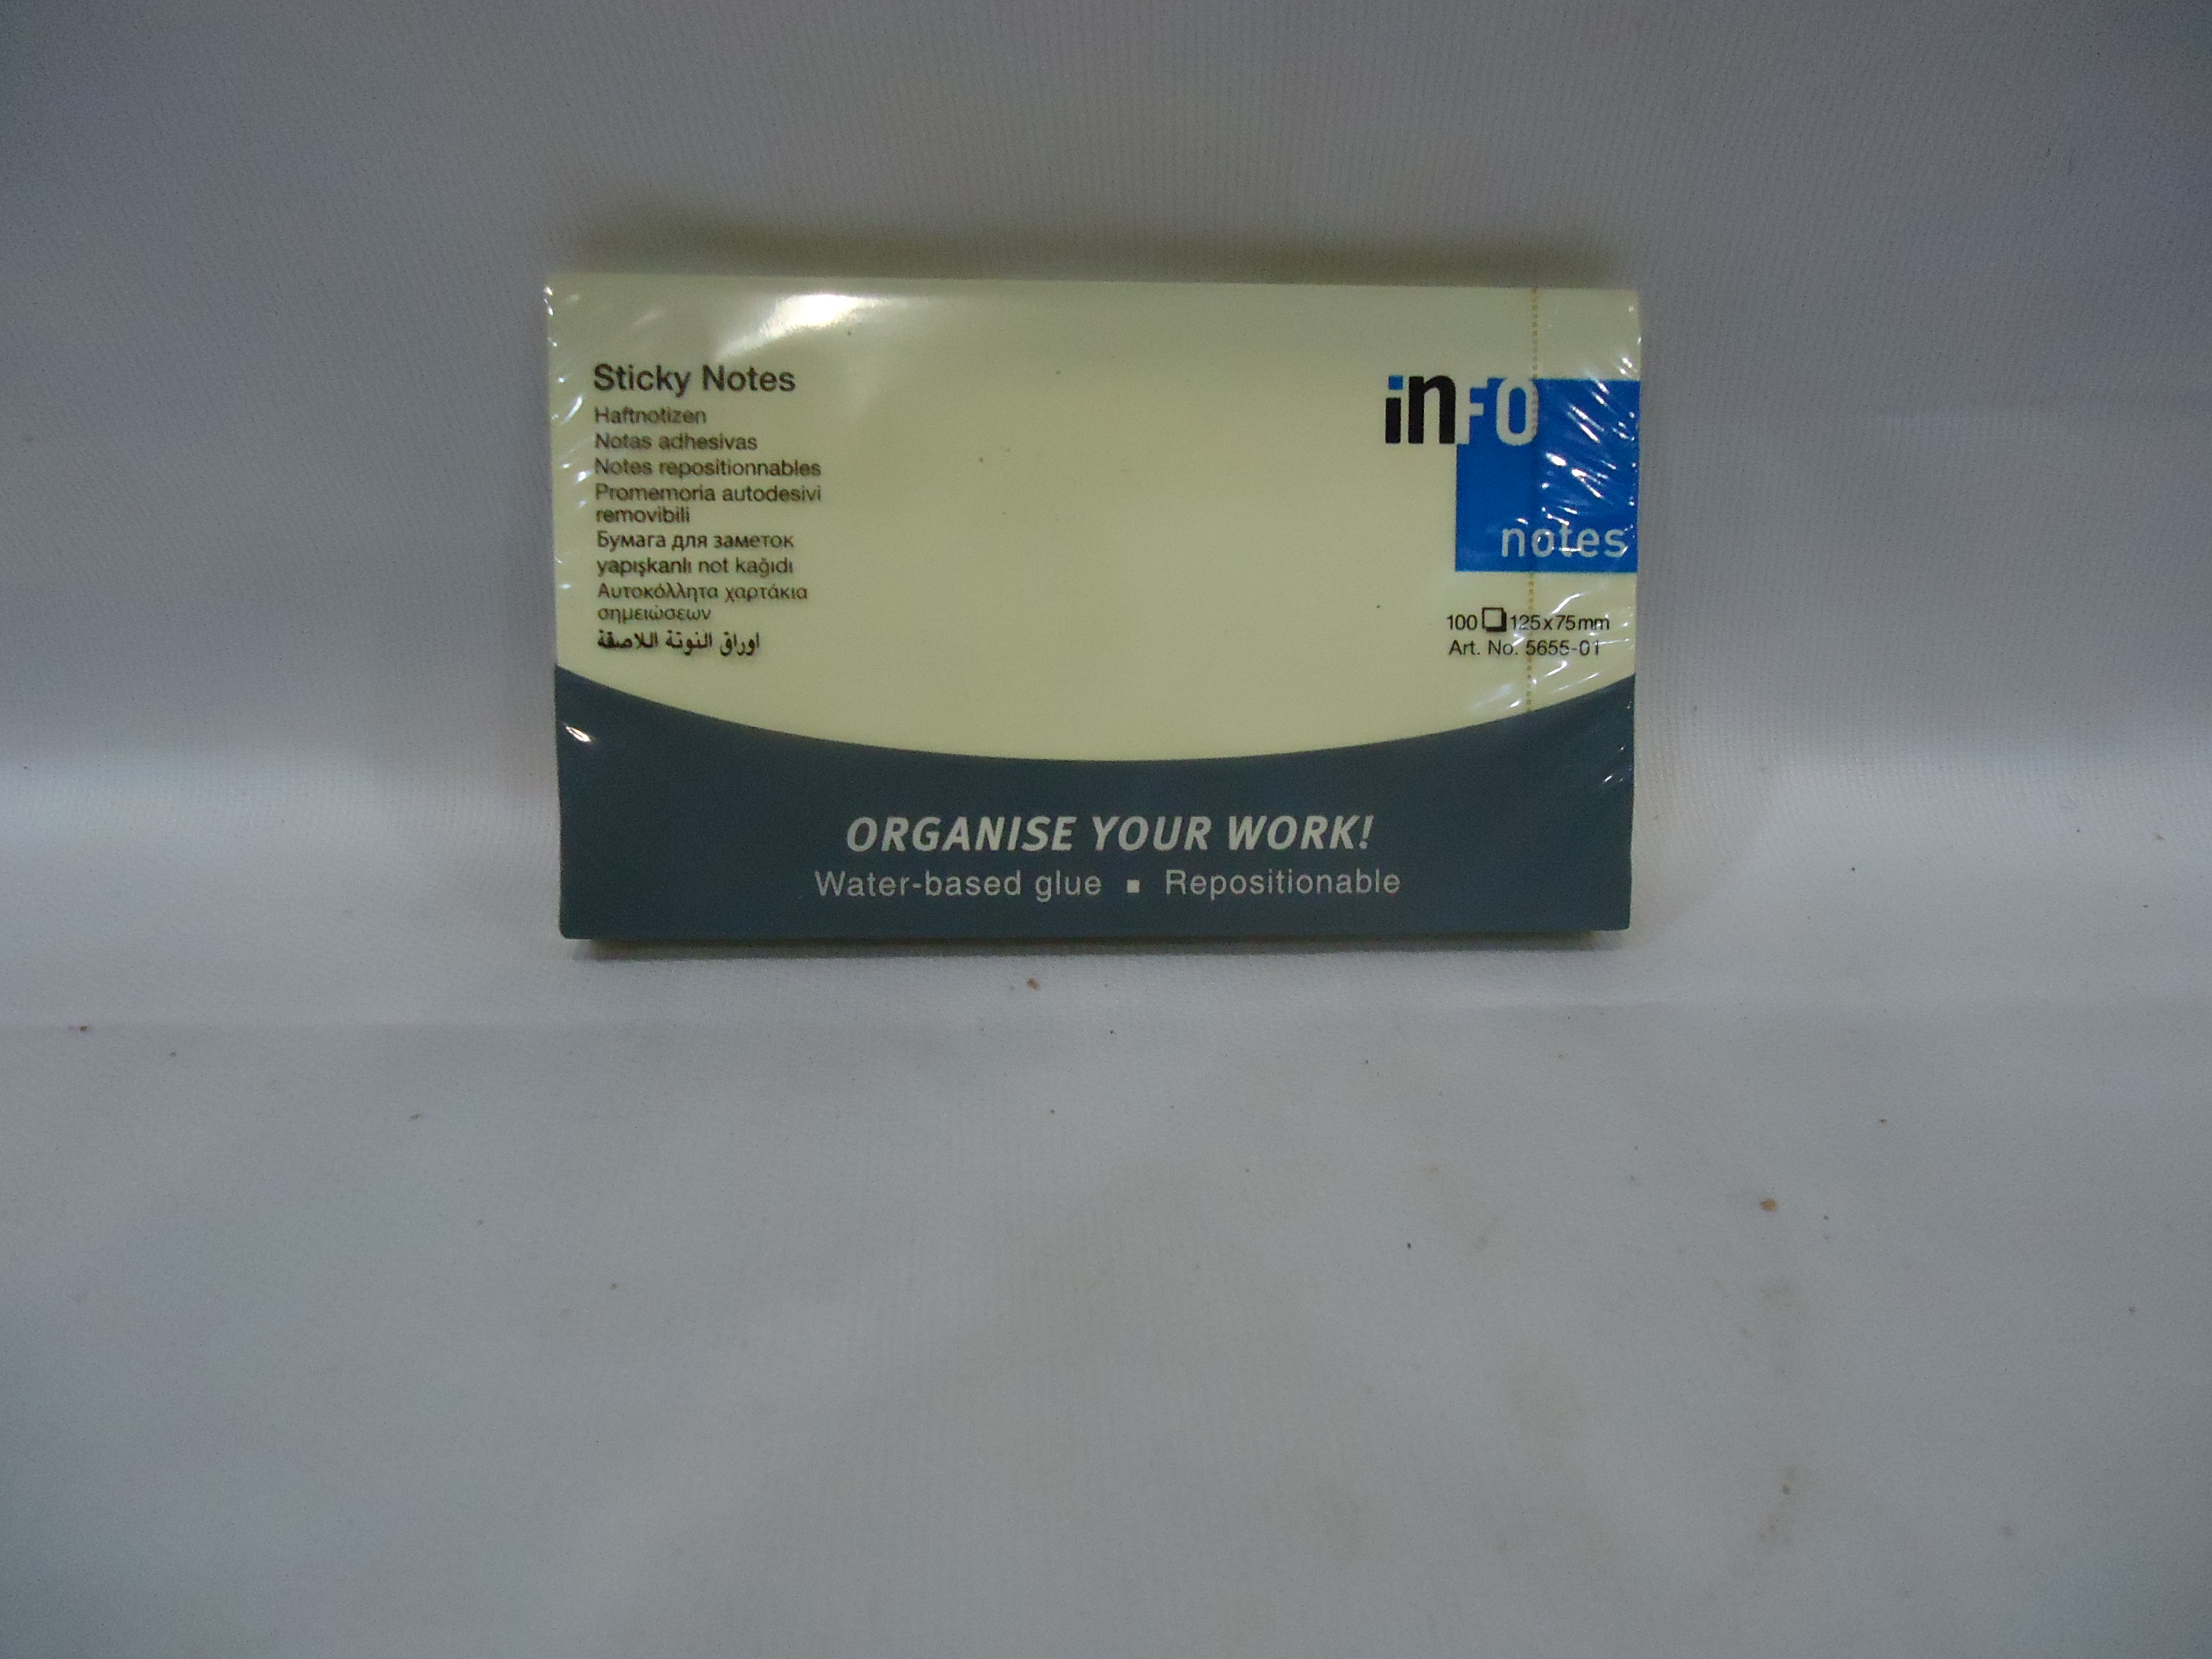 Sticky Notes
Haftnotizen
Notas adhesivas
Notes repositionnables
Promemoria autodesivi
removibili
Бумага для заметок
yapışkanlı not kağıdı
Αυτοκόλλητα χαρτάκια
σημειώσεων
اوراق النوتة اللاصقة
inFO
notes
100 125x75mm
Art. No. 5655-01
ORGANISE YOUR WORK!
Water-based glue ▪ Repositionable